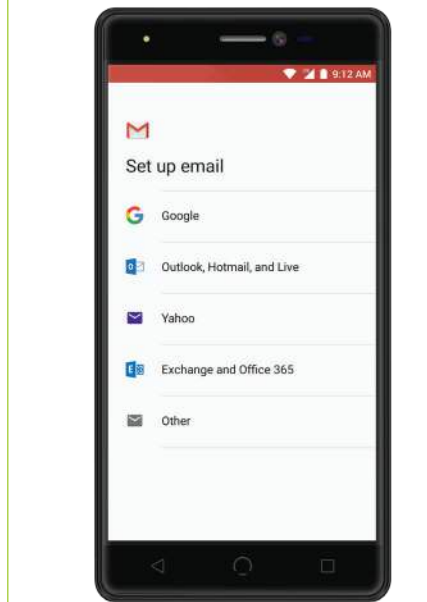 9:12 AM
Set up email
Google
Outlook, Hotmail, and Live
Yahoo
Exchange and Office 365
Other